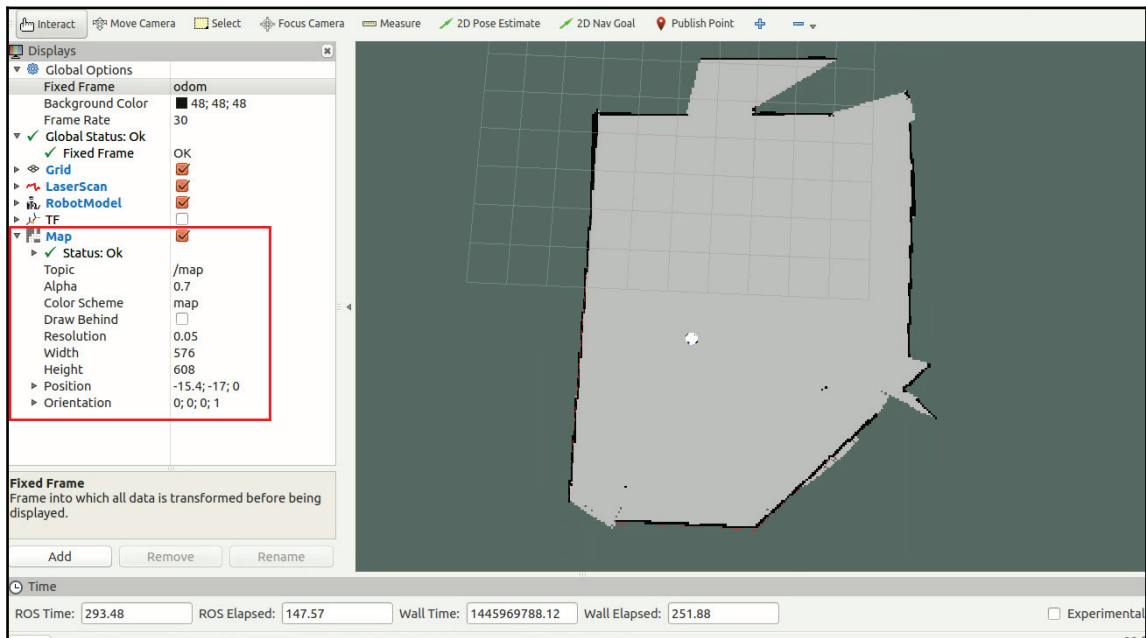 Interact Move Camera Select Focus Camera Measure 2D Pose Estimate 2D Nav Goal Publish Point
Displays
Global Options
Fixed Frame odom
Background Color 48; 48; 48
Frame Rate 30
Global Status: Ok
Fixed Frame OK
Grid
LaserScan
RobotModel
TF
Map
Status: Ok
Topic /map
Alpha 0.7
Color Scheme map
Draw Behind
Resolution 0.05
Width 576
Height 608
Position -15.4; -17; 0
Orientation 0; 0; 0; 1
Fixed Frame
Frame into which all data is transformed before being
displayed.
Add Remove Rename
Time
ROS Time: 293.48 ROS Elapsed: 147.57 Wall Time: 1445969788.12 Wall Elapsed: 251.88 Experimental